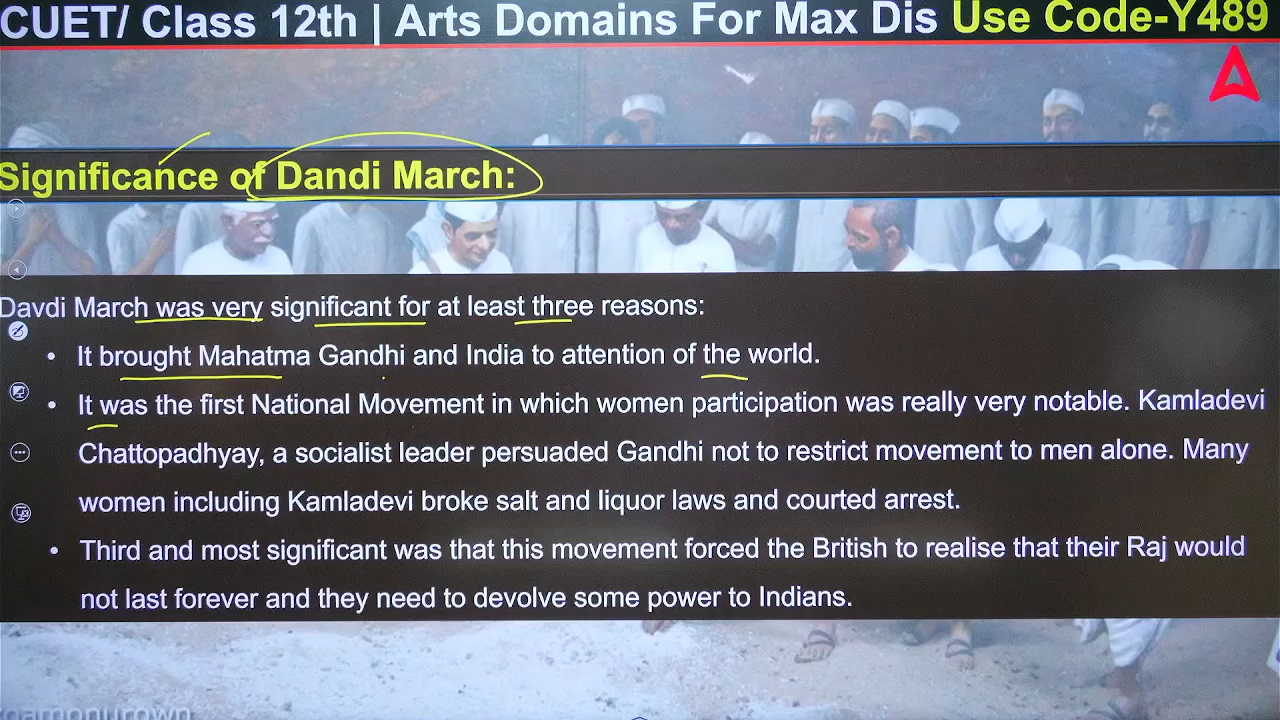 CUET/ Class 12th | Arts Domains For Max Dis Use Code-Y489
Significance of Dandi March:
Davdi March was very significant for at least three reasons:
• It brought Mahatma Gandhi and India to attention of the world.
• It was the first National Movement in which women participation was really very notable. Kamladevi
Chattopadhyay, a socialist leader persuaded Gandhi not to restrict movement to men alone. Many
women including Kamladevi broke salt and liquor laws and courted arrest.
• Third and most significant was that this movement forced the British to realise that their Raj would
not last forever and they need to devolve some power to Indians.